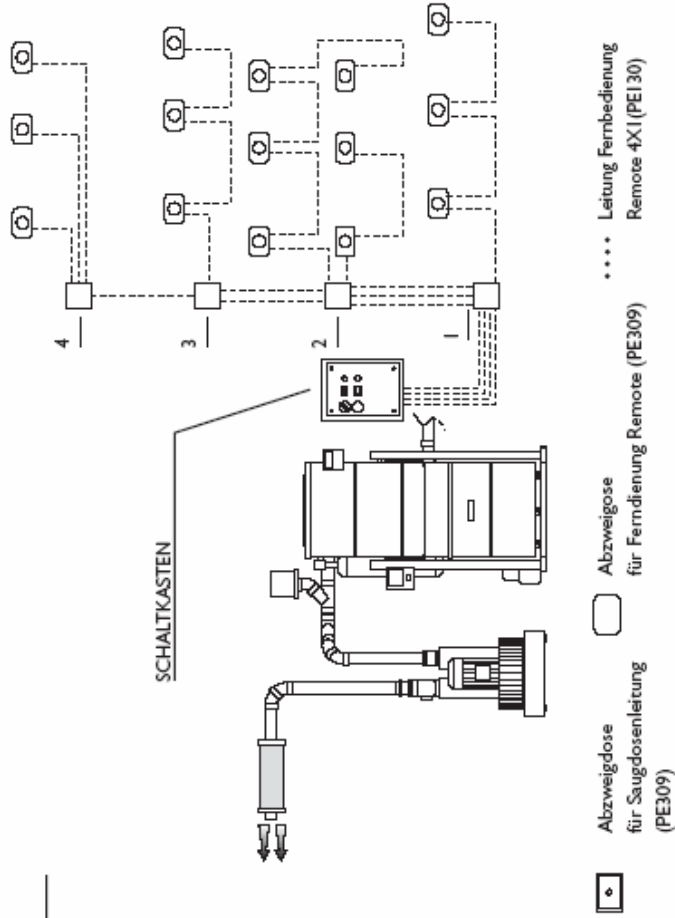 4
3
2
1
SCHALTKASTEN
Abzweigdose
für Saugdosenleitung
(PE309)
Abzweigose
für Ferndienung Remote (PE309)
Leitung Fernbedienung
Remote 4X1 (PE130)